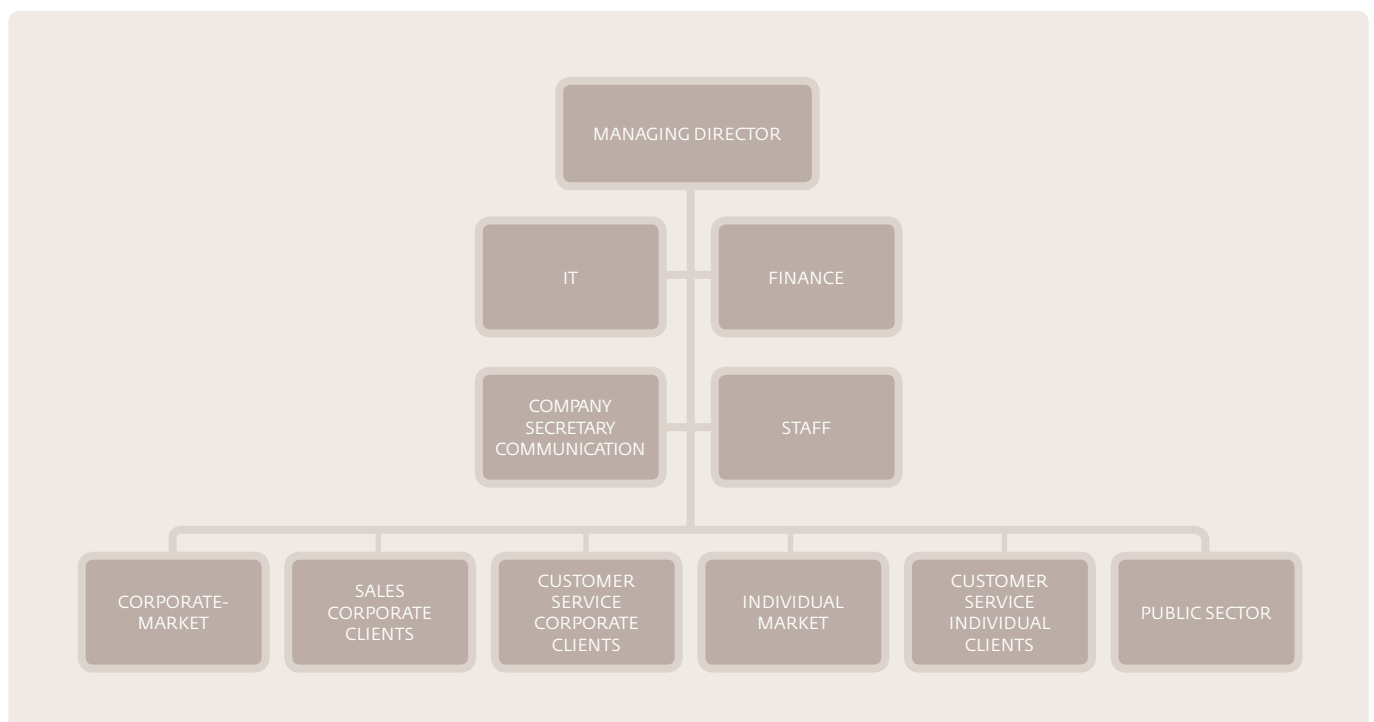 MANAGING DIRECTOR
IT
FINANCE
COMPANY
SECRETARY
COMMUNICATION
STAFF
CORPORATE-
MARKET
SALES
CORPORATE
CLIENTS
CUSTOMER
SERVICE
CORPORATE
CLIENTS
INDIVIDUAL
MARKET
CUSTOMER
SERVICE
INDIVIDUAL
CLIENTS
PUBLIC SECTOR